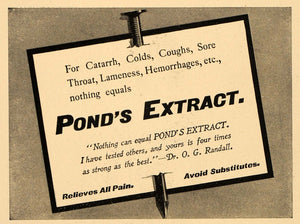 For Catarrh, Colds, Coughs, Sore
Throat, Lameness, Hemorrhages, etc.,
nothing equals
POND'S EXTRACT.
"Nothing can equal POND'S EXTRACT.
I have tested others, and yours is four times
as strong as the best."—Dr. O. G. Randall.
Relieves All Pain.
Avoid Substitutes.